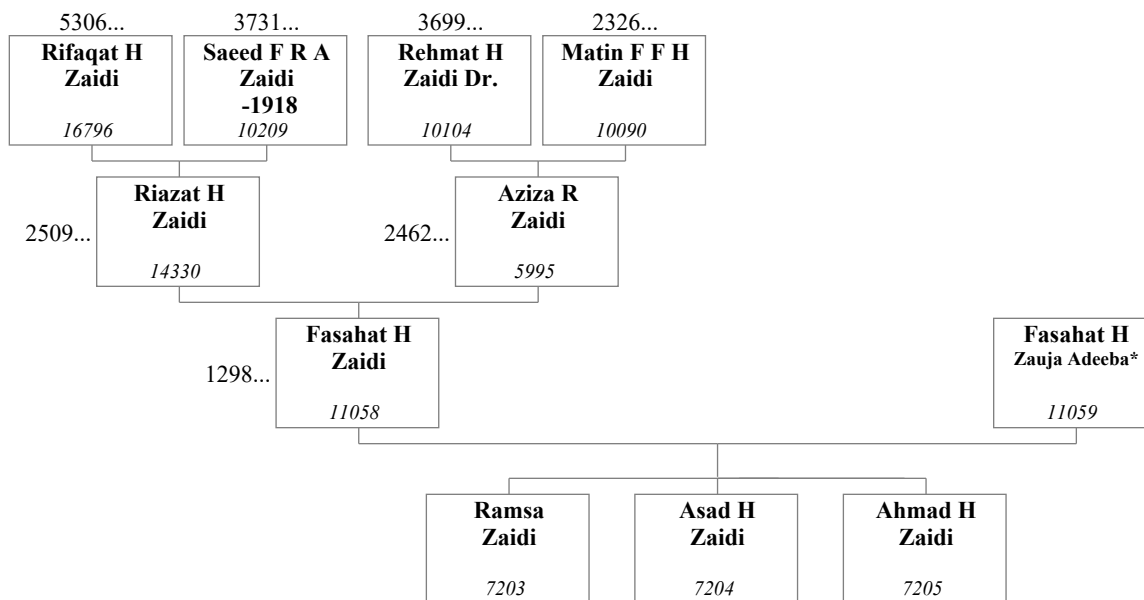 5306...
3731...
3699...
2326...
Rifaqat H
Zaidi
16796
Saeed F R A
Zaidi
-1918
10209
Rehmat H
Zaidi Dr.
10104
Matin F F H
Zaidi
10090
2509...
Riazat H
Zaidi
14330
2462...
Aziza R
Zaidi
5995
1298...
Fasahat H
Zaidi
11058
Fasahat H
Zauja Adeeba*
11059
Ramsa
Zaidi
7203
Asad H
Zaidi
7204
Ahmad H
Zaidi
7205